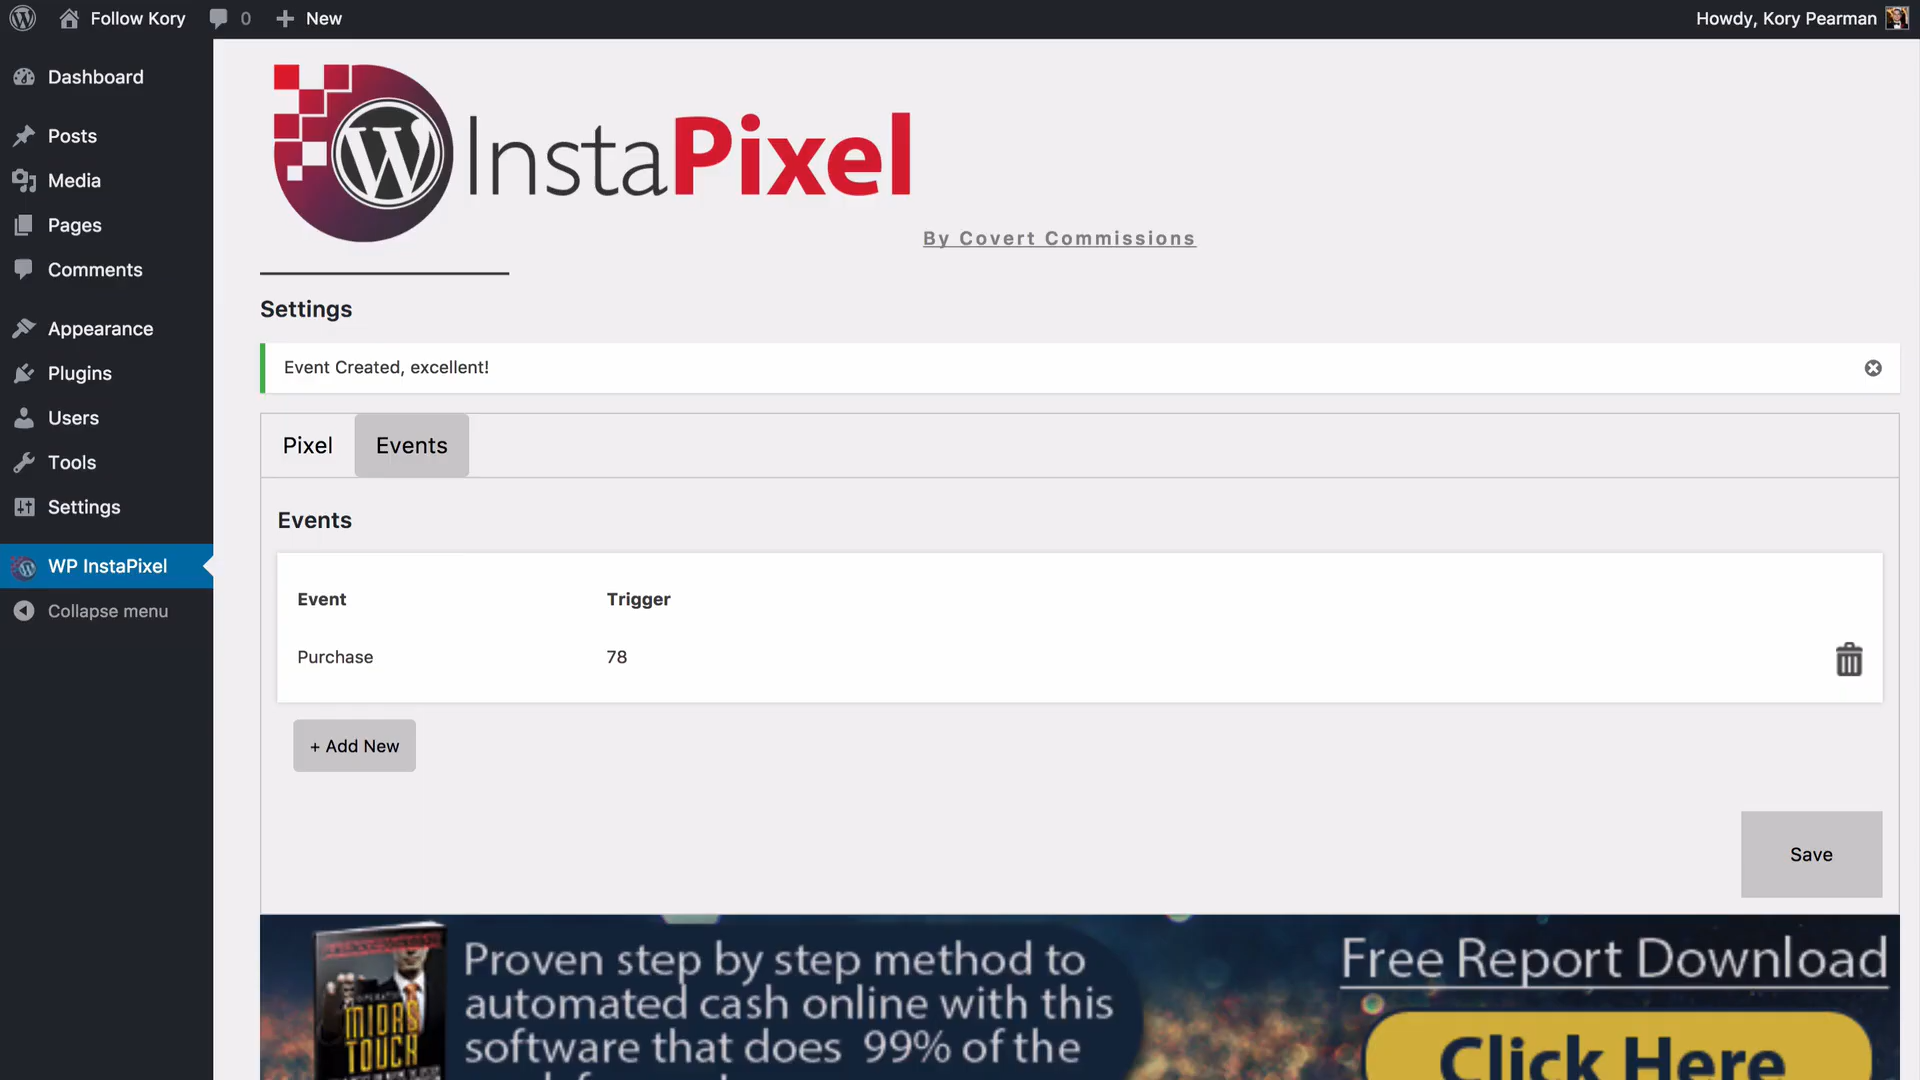 Follow Kory
0
New
Howdy, Kory Pearman
Dashboard
Posts
Media
Pages
Comments
Appearance
Plugins
Users
Tools
Settings
WP InstaPixel
Collapse menu
InstaPixel
By Covert Commissions
Settings
Event Created, excellent!
Pixel
Events
Events
Event
Trigger
Purchase
78
+ Add New
Save
MIDAS
TOUCH
Proven step by step method to
automated cash online with this
software that does 99% of the
Free Report Download
Click Here